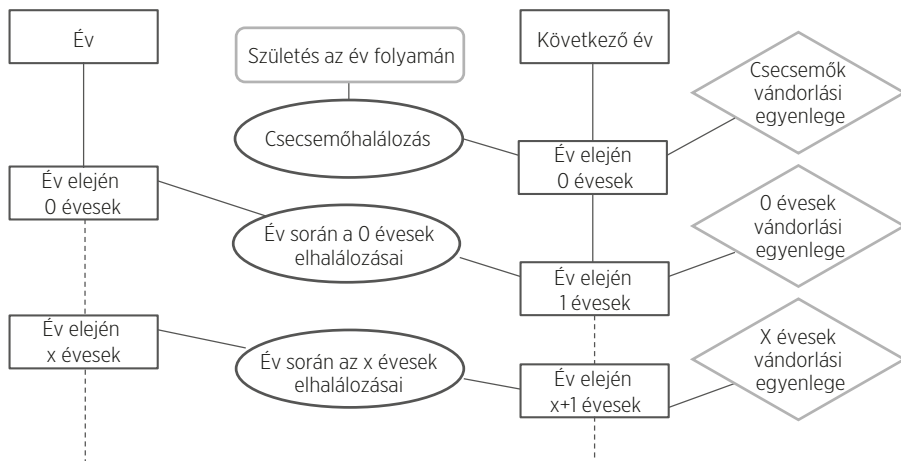 Év
Születés az év folyamán
Következő év
Csecsemők
vándorlási
egyenlege
Csecsemőhalálozás
Év elején
0 évesek
Év elején
0 évesek
Év során a 0 évesek
elhalálozásai
0 évesek
vándorlási
egyenlege
Év elején
1 évesek
Év elején
x évesek
Év során az x évesek
elhalálozásai
X évesek
vándorlási
egyenlege
Év elején
x+1 évesek